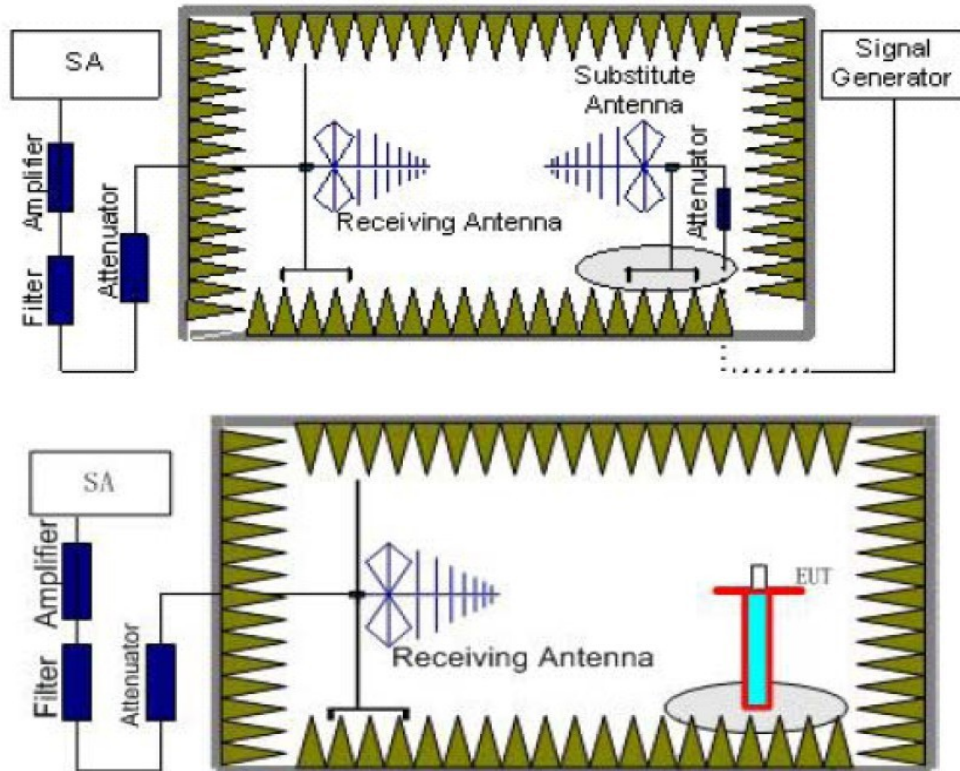 SA
Signal
Generator
Substitute
Antenna
Amplifier
Attenuator
Attenuator
Receiving Antenna
Filter
SA
Amplifier
EUT
Receiving Antenna
Filter
Attenuator